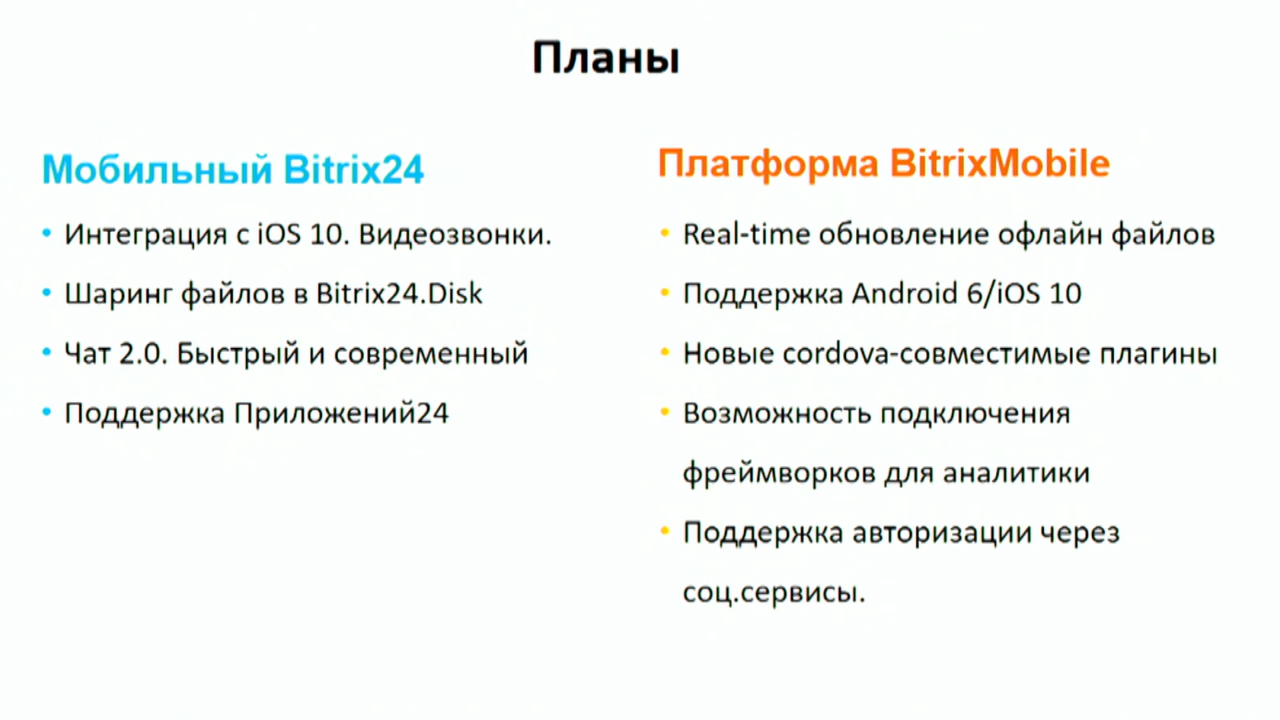 Планы
Мобильный Bitrix24
Интеграция с iOS 10. Видеозвонки.
Шаринг файлов в Bitrix24.Disk
Чат 2.0. Быстрый и современный
Поддержка Приложений24
Платформа BitrixMobile
Real-time обновление офлайн файлов
Поддержка Android 6/iOS 10
Новые cordova-совместимые плагины
Возможность подключения
фреймворков для аналитики
Поддержка авторизации через
соц.сервисы.